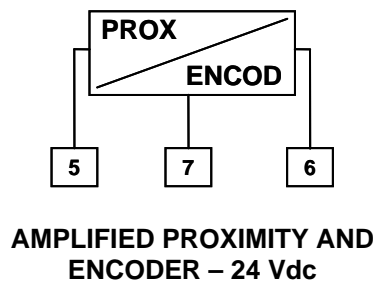 PROX
ENCOD
5 7 6
AMPLIFIED PROXIMITY AND
ENCODER – 24 Vdc